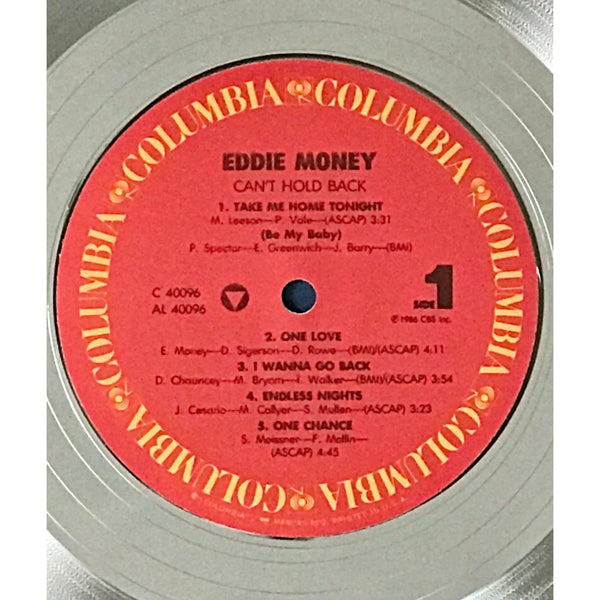 COLUMBIA COLUMBIA COLUMBIA COLUMBIA COLUMBIA COLUMBIA
EDDIE MONEY
CAN'T HOLD BACK
1. TAKE ME HOME TONIGHT
M. Leeson—P. Vale—(ASCAP) 3:31
(Be My Baby)
P. Spector—E. Greenwich—J. Barry—(BMI)
C 40096
AL 40096
SIDE 1
℗ 1986 CBS Inc.
2. ONE LOVE
E. Money—D. Sigerson—D. Rowe—(BMI)/(ASCAP) 4:11
3. I WANNA GO BACK
D. Chauncey—M. Byrom—I. Walker—(BMI)/(ASCAP) 3:54
4. ENDLESS NIGHTS
J. Cesario—M. Collyer—S. Mullen—(ASCAP) 3:23
5. ONE CHANCE
S. Meissner—F. Moffin—
(ASCAP) 4:45